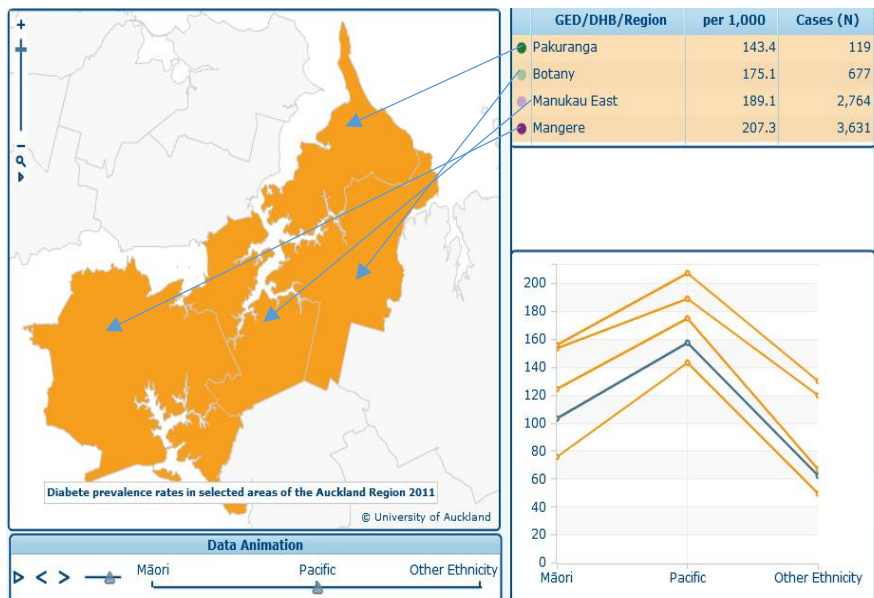 +
−
GED/DHB/Region per 1,000 Cases (N)
Pakuranga 143.4 119
Botany 175.1 677
Manukau East 189.1 2,764
Mangere 207.3 3,631
Diabete prevalence rates in selected areas of the Auckland Region 2011
© University of Auckland
Data Animation
Māori Pacific Other Ethnicity
200
180
160
140
120
100
80
60
40
20
0
Māori Pacific Other Ethnicity